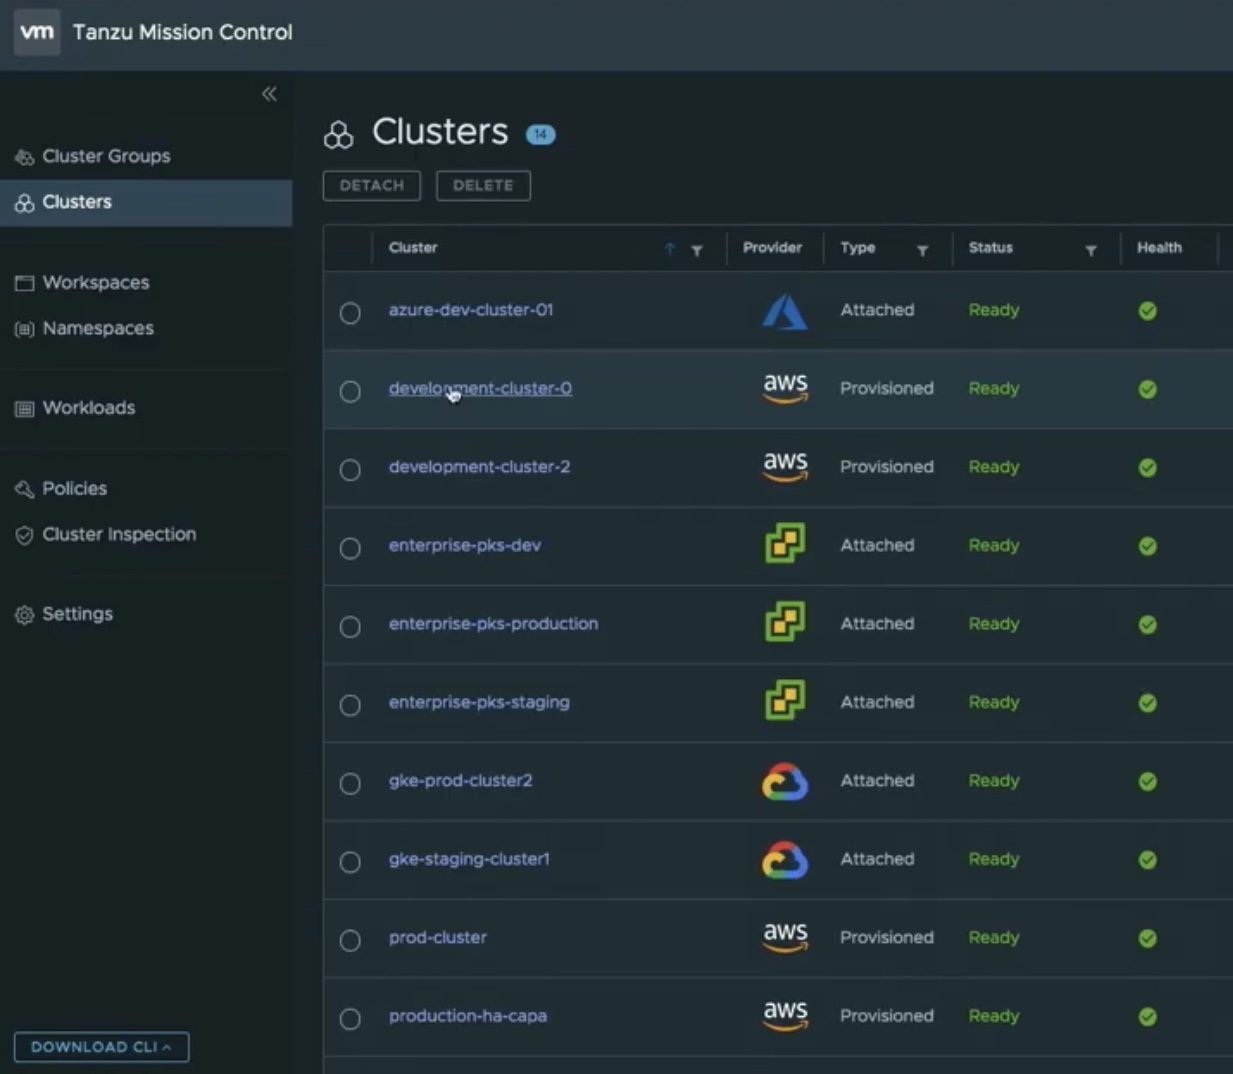 vm Tanzu Mission Control
Cluster Groups
Clusters
Workspaces
Namespaces
Workloads
Policies
Cluster Inspection
Settings
DOWNLOAD CLI
Clusters 14
DETACH DELETE
Cluster Provider Type Status Health
azure-dev-cluster-01 Attached Ready
development-cluster-0 aws Provisioned Ready
development-cluster-2 aws Provisioned Ready
enterprise-pks-dev Attached Ready
enterprise-pks-production Attached Ready
enterprise-pks-staging Attached Ready
gke-prod-cluster2 Attached Ready
gke-staging-cluster1 Attached Ready
prod-cluster aws Provisioned Ready
production-ha-capa aws Provisioned Ready